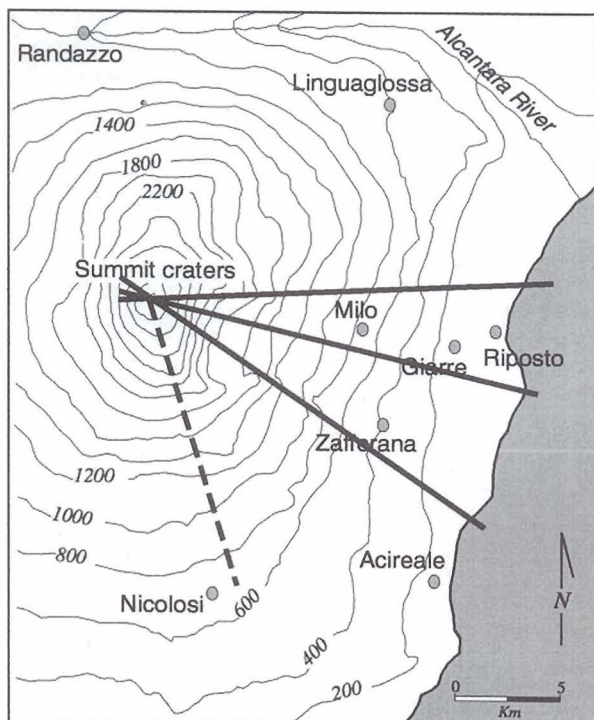 Randazzo
Alcantara River
Linguaglossa
1400
1800
2200
Summit craters
Milo
Giarre
Riposto
Zafferana
1200
1000
800
Acireale
Nicolosi
600
N
400
200
0 5
Km